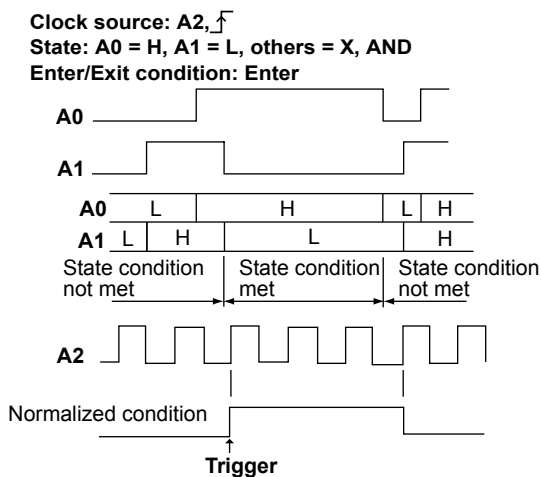 Clock source: A2,
State: A0 = H, A1 = L, others = X, AND
Enter/Exit condition: Enter
A0
A1
A0 L H L H
A1 L H L H
State condition not met
State condition met
State condition not met
A2
Normalized condition
Trigger